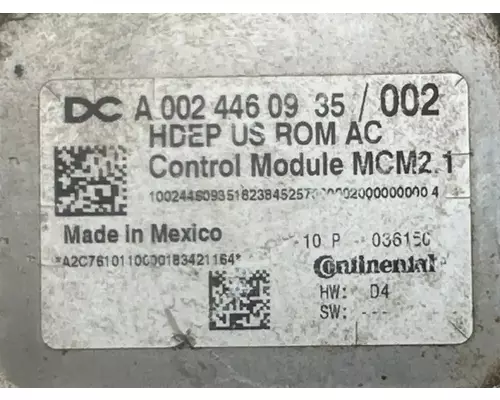 DC A 002 446 09 35 / 002
HDEP US ROM AC
Control Module MCM2.1
Made in Mexico
10 P 036150
*A2C7610110000183421164*
Continental
HW: D4
SW: ---